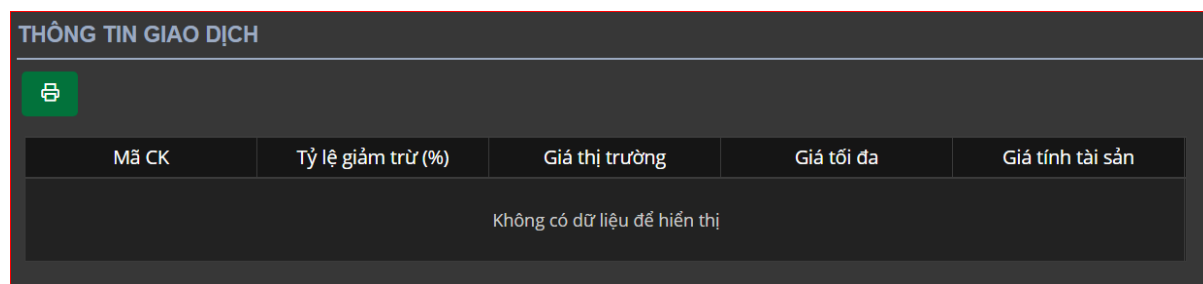 THÔNG TIN GIAO DỊCH
Mã CK Tỷ lệ giảm trừ (%) Giá thị trường Giá tối đa Giá tính tài sản
Không có dữ liệu để hiển thị